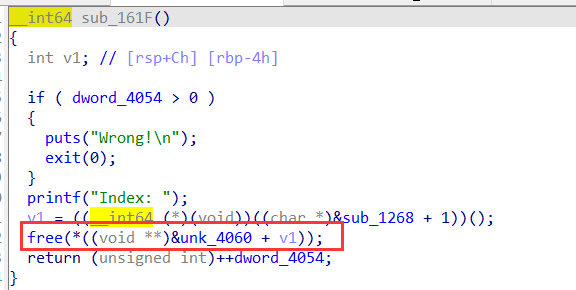 __int64 sub_161F()
{
int v1; // [rsp+Ch] [rbp-4h]
if ( dword_4054 > 0 )
{
puts("Wrong!\n");
exit(0);
}
printf("Index: ");
v1 = ((__int64 (*)(void))((char *)&sub_1268 + 1))();
free(*((void **)&unk_4060 + v1));
return (unsigned int)++dword_4054;
}